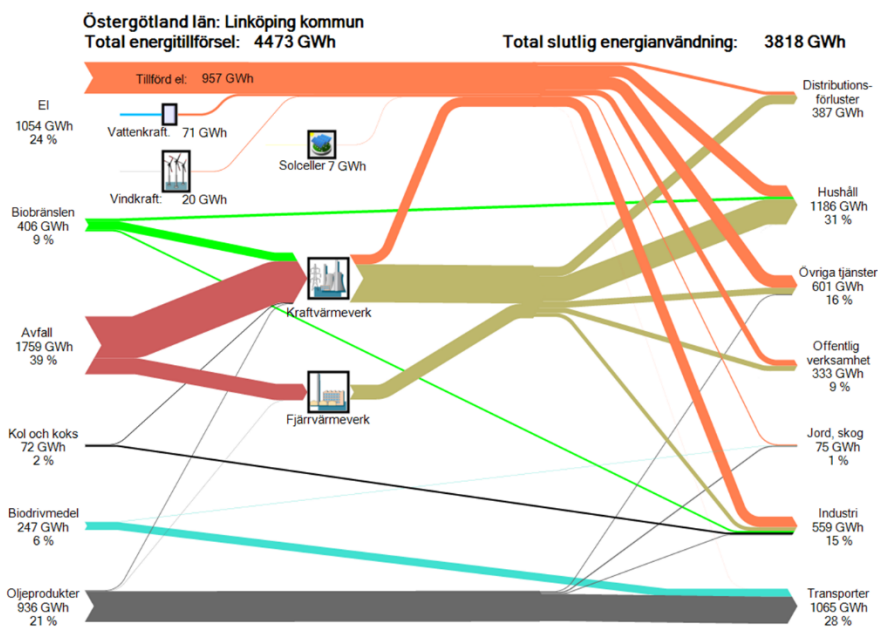 Östergötland län: Linköping kommun
Total energitillförsel: 4473 GWh
Total slutlig energianvändning: 3818 GWh
Tillförd el: 957 GWh
El
1054 GWh
24 %
Vattenkraft: 71 GWh
Solceller 7 GWh
Vindkraft: 20 GWh
Biobränslen
406 GWh
9 %
Kraftvärmeverk
Avfall
1759 GWh
39 %
Fjärrvärmeverk
Kol och koks
72 GWh
2 %
Biodrivmedel
247 GWh
6 %
Oljeprodukter
936 GWh
21 %
Distributions-
förluster
387 GWh
Hushåll
1186 GWh
31 %
Övriga tjänster
601 GWh
16 %
Offentlig
verksamhet
333 GWh
9 %
Jord, skog
75 GWh
1 %
Industri
559 GWh
15 %
Transporter
1065 GWh
28 %